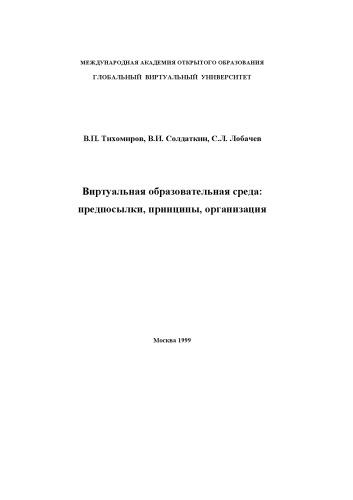 МЕЖДУНАРОДНАЯ АКАДЕМИЯ ОТКРЫТОГО ОБРАЗОВАНИЯ
ГЛОБАЛЬНЫЙ ВИРТУАЛЬНЫЙ УНИВЕРСИТЕТ
В.П. Тихомиров, В.И. Солдаткин, С.Л. Лобачев
Виртуальная образовательная среда:
предпосылки, принципы, организация
Москва 1999